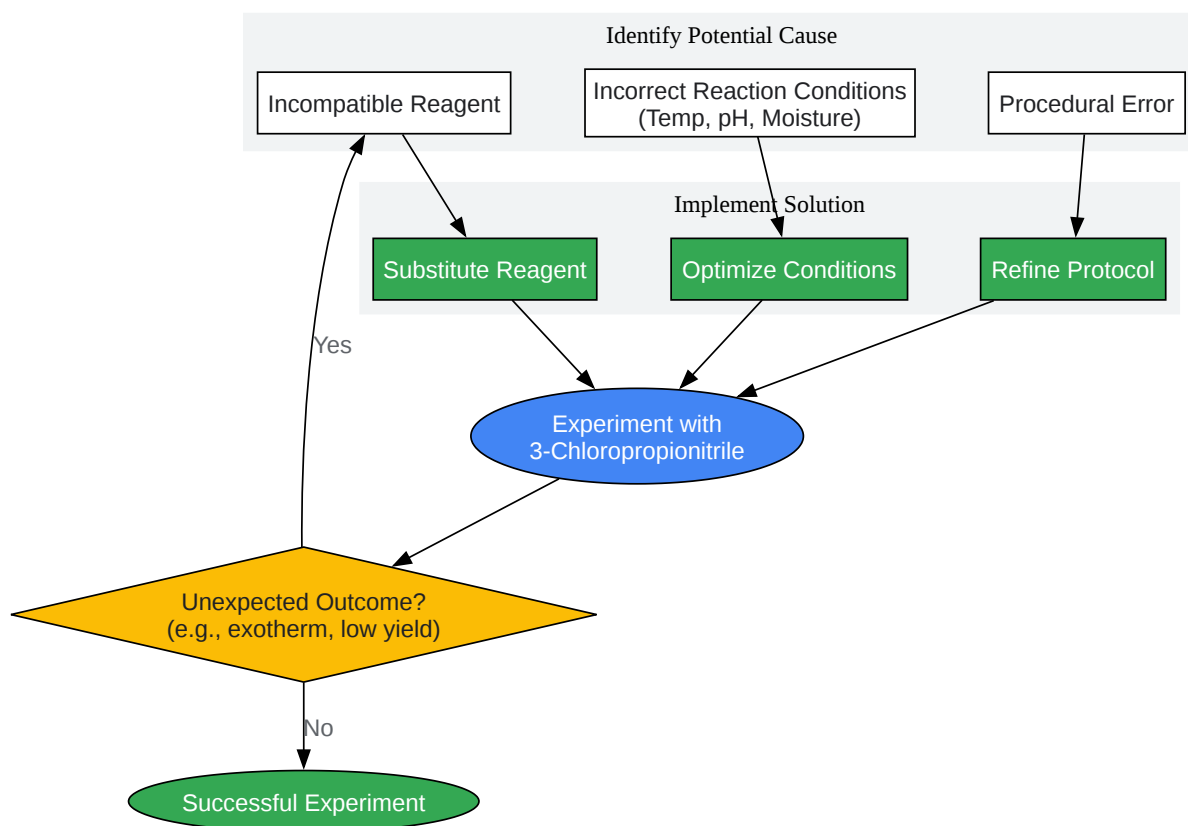 Identify Potential Cause
Incompatible Reagent
Incorrect Reaction Conditions
(Temp, pH, Moisture)
Procedural Error
Implement Solution
Substitute Reagent
Optimize Conditions
Refine Protocol
Yes
Experiment with
3-Chloropropionitrile
Unexpected Outcome?
(e.g., exotherm, low yield)
No
Successful Experiment